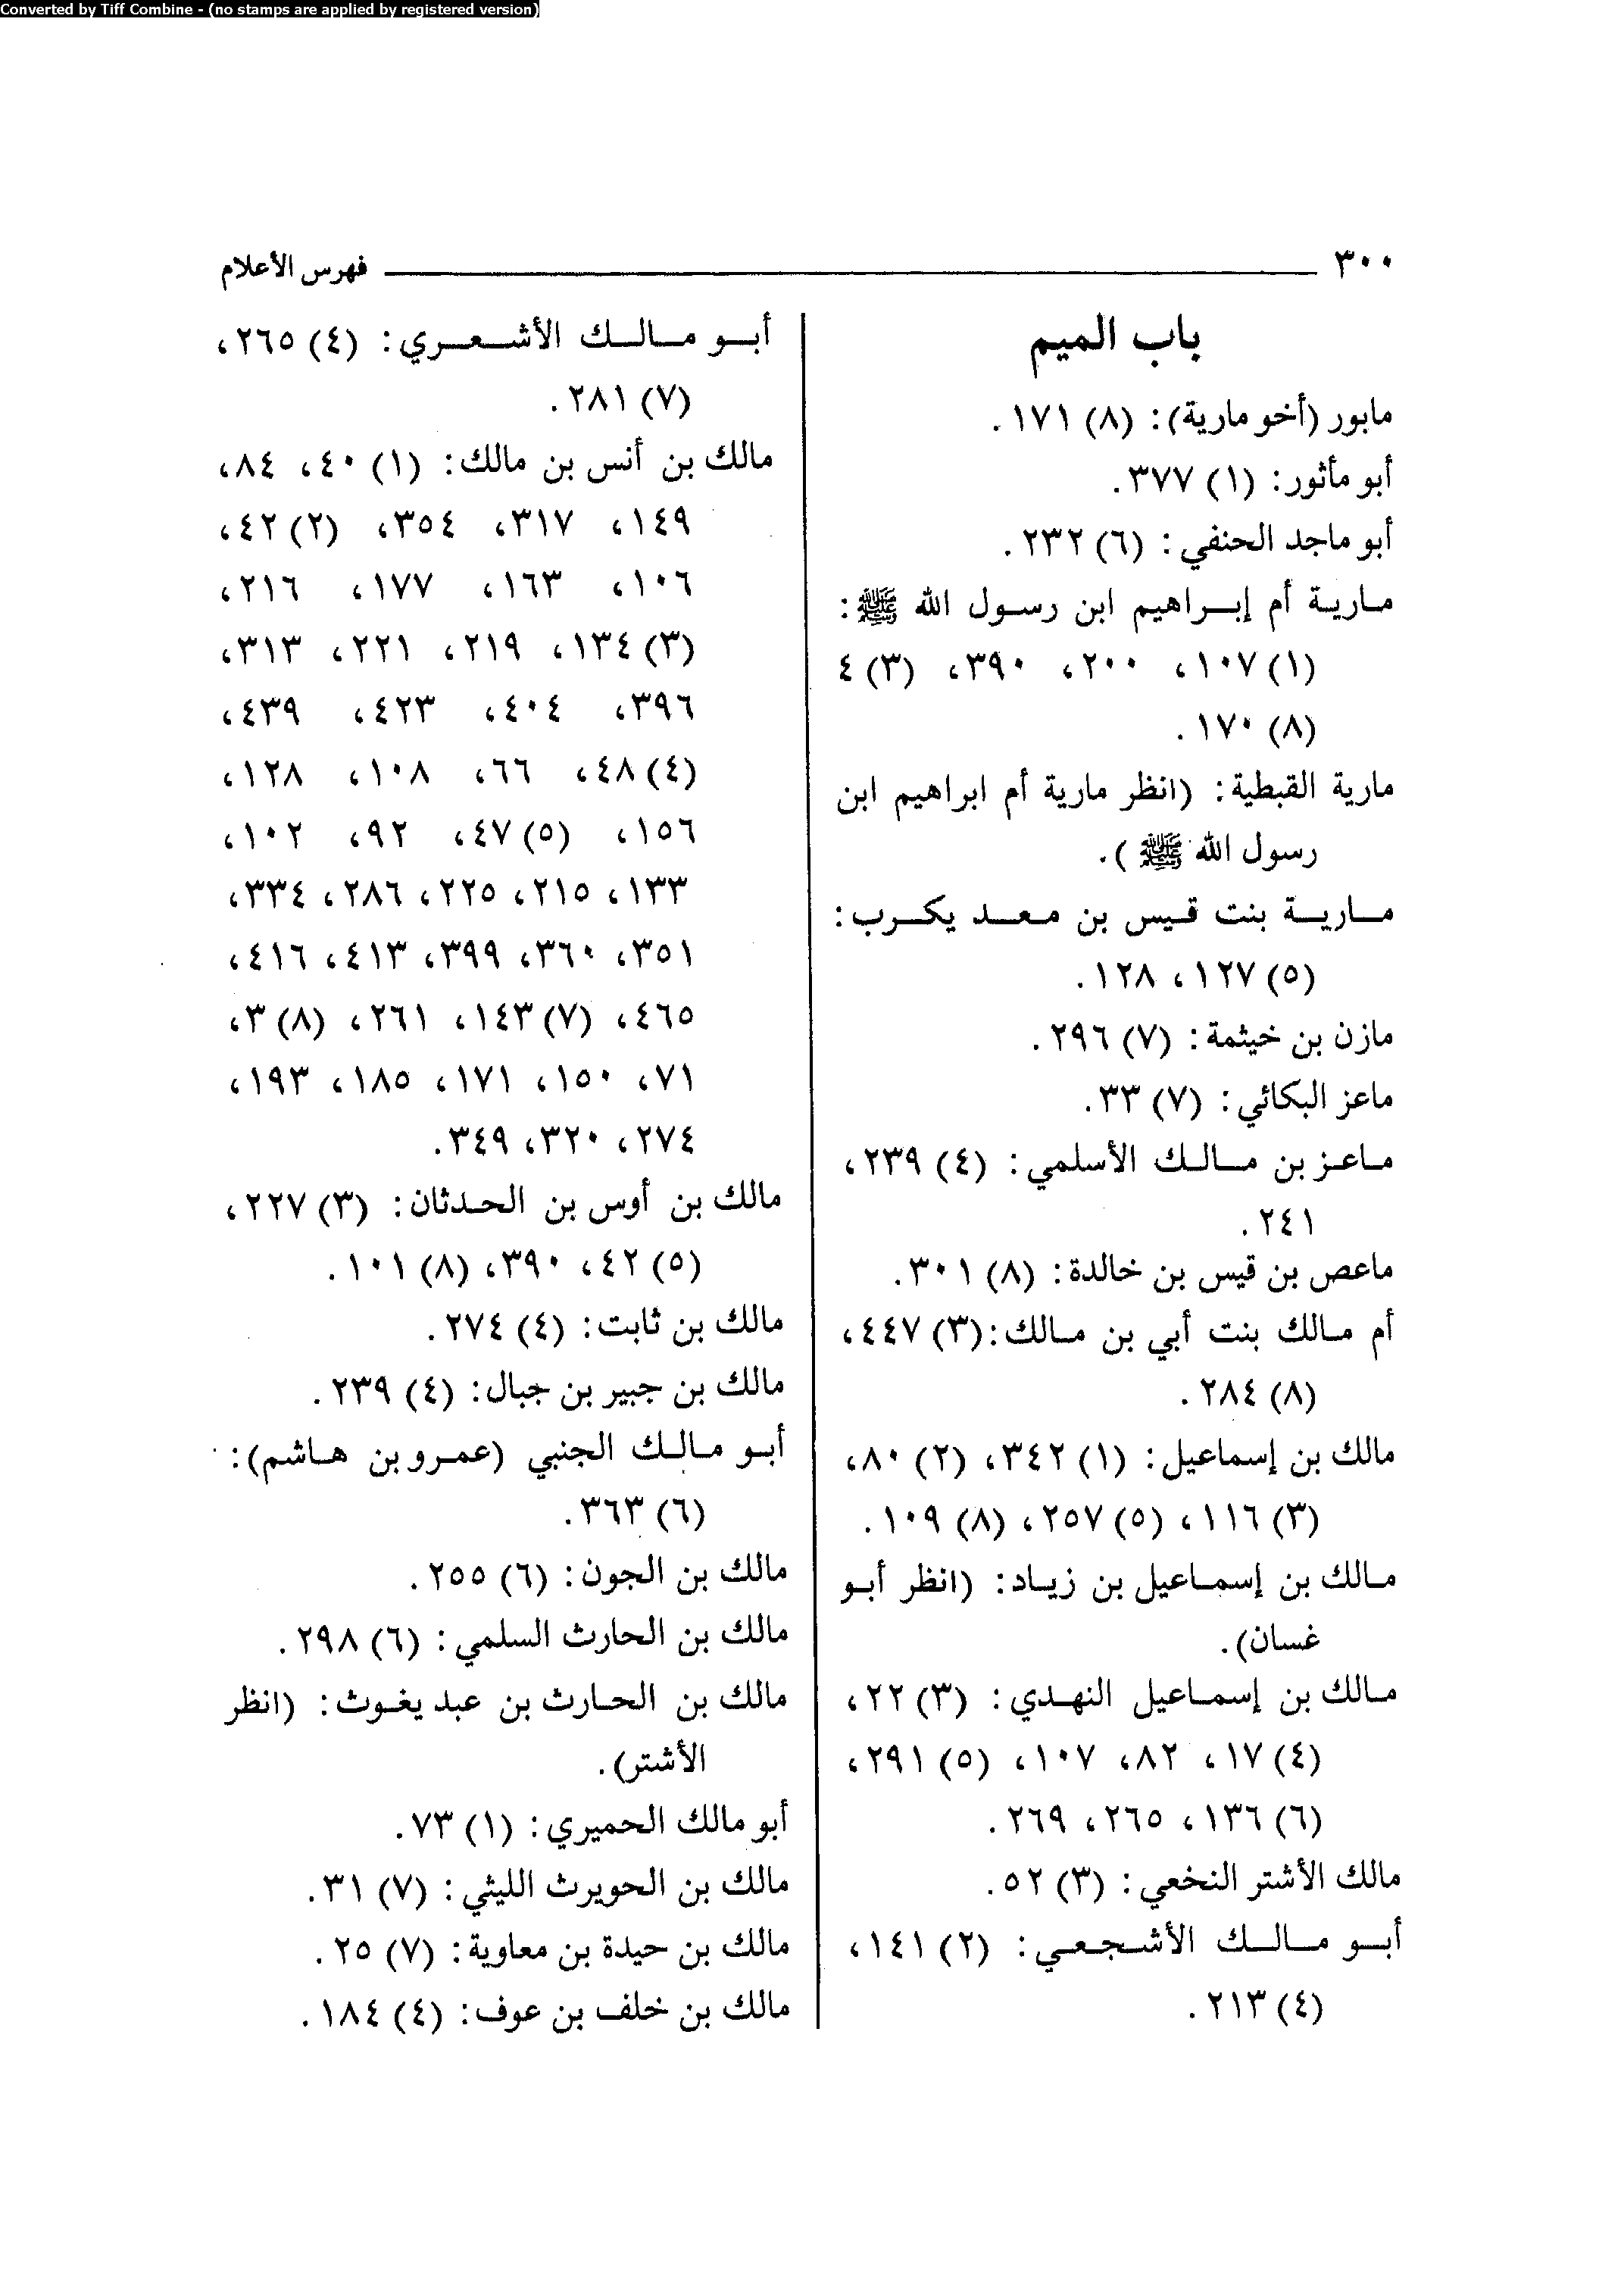 Converted by Tiff Combine - (no stamps are applied by registered version)
٣٠٠ فهرس الأعلام
باب الميم
مابور (أخو مارية): (٨) ١٧١.
أبو مأثور: (١) ٣٧٧.
أبو ماجد الحنفي: (٦) ٢٣٢.
مارية أم إبراهيم ابن رسول الله ﷺ:
(١) ١٠٧، ٢٠٠، ٣٩٠، (٣) ٤
(٨) ١٧٠.
مارية القبطية: (انظر مارية أم ابراهيم ابن
رسول الله ﷺ).
مارية بنت قيس بن معد يكرب:
(٥) ١٢٧، ١٢٨.
مازن بن خيثمة: (٧) ٢٩٦.
ماعز البكائي: (٧) ٣٣.
ماعز بن مالك الأسلمي: (٤) ٢٣٩،
٢٤١.
ماعص بن قيس بن خالدة: (٨) ٣٠١.
أم مالك بنت أبي بن مالك: (٣) ٤٤٧،
(٨) ٢٨٤.
مالك بن إسماعيل: (١) ٣٤٢، (٢) ٨٠،
(٣) ١١٦، (٥) ٢٥٧، (٨) ١٠٩.
مالك بن إسماعيل بن زياد: (انظر أبو
غسان).
مالك بن إسماعيل النهدي: (٣) ٢٢،
(٤) ١٧، ٨٢، ١٠٧، (٥) ٢٩١،
(٦) ١٣٦، ٢٦٥، ٢٦٩.
مالك الأشتر النخعي: (٣) ٥٢.
أبو مالك الأشجعي: (٢) ١٤١،
(٤) ٢١٣.
أبو مالك الأشعري: (٤) ٢٦٥،
(٧) ٢٨١.
مالك بن أنس بن مالك: (١) ٤٠، ٨٤،
١٤٩، ٣١٧، ٣٥٤، (٢) ٤٢،
١٠٦، ١٦٣، ١٧٧، ٢١٦،
(٣) ١٣٤، ٢١٩، ٢٢١، ٣١٣،
٣٩٦، ٤٠٤، ٤٢٣، ٤٣٩،
(٤) ٤٨، ٦٦، ١٠٨، ١٢٨،
١٥٦، (٥) ٤٧، ٩٢، ١٠٢،
١٣٣، ٢١٥، ٢٢٥، ٢٨٦، ٣٣٤،
٣٥١، ٣٦٠، ٣٩٩، ٤١٣، ٤١٦،
٤٦٥، (٧) ١٤٣، ٢٦١، (٨) ٣،
٧١، ١٥٠، ١٧١، ١٨٥، ١٩٣،
٢٧٤، ٣٢٠، ٣٤٩.
مالك بن أوس بن الحدثان: (٣) ٢٢٧،
(٥) ٤٢، ٣٩٠، (٨) ١٠١.
مالك بن ثابت: (٤) ٢٧٤.
مالك بن جبير بن جبال: (٤) ٢٣٩.
أبو مالك الجنبي (عمرو بن هاشم):
(٦) ٣٦٣.
مالك بن الجون: (٦) ٢٥٥.
مالك بن الحارث السلمي: (٦) ٢٩٨.
مالك بن الحارث بن عبد يغوث: (انظر
الأشتر).
أبو مالك الحميري: (١) ٧٣.
مالك بن الحويرث الليثي: (٧) ٣١.
مالك بن حيدة بن معاوية: (٧) ٢٥.
مالك بن خلف بن عوف: (٤) ١٨٤.